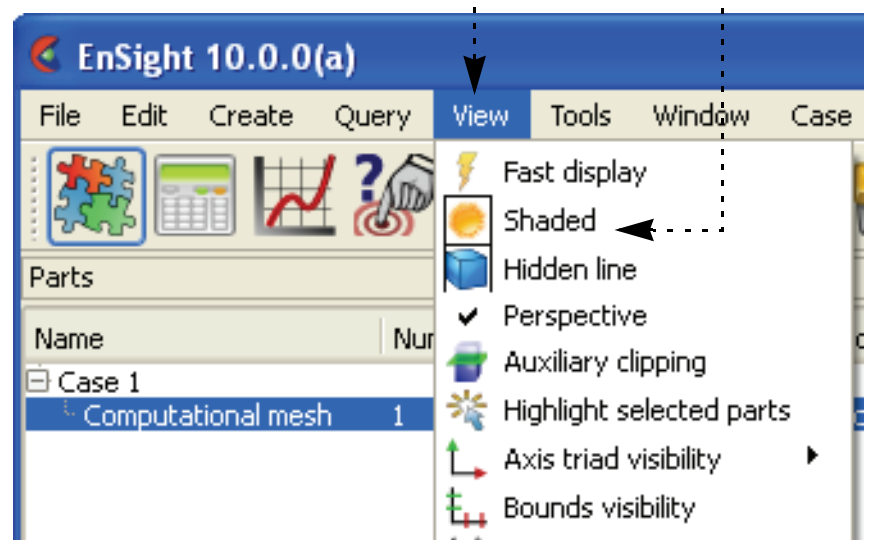 EnSight 10.0.0(a)
File Edit Create Query View Tools Window Case
Fast display
Shaded
Hidden line
Parts
Perspective
Name Nu
Auxiliary clipping
Case 1
Computational mesh 1
Highlight selected parts
Axis triad visibility
Bounds visibility